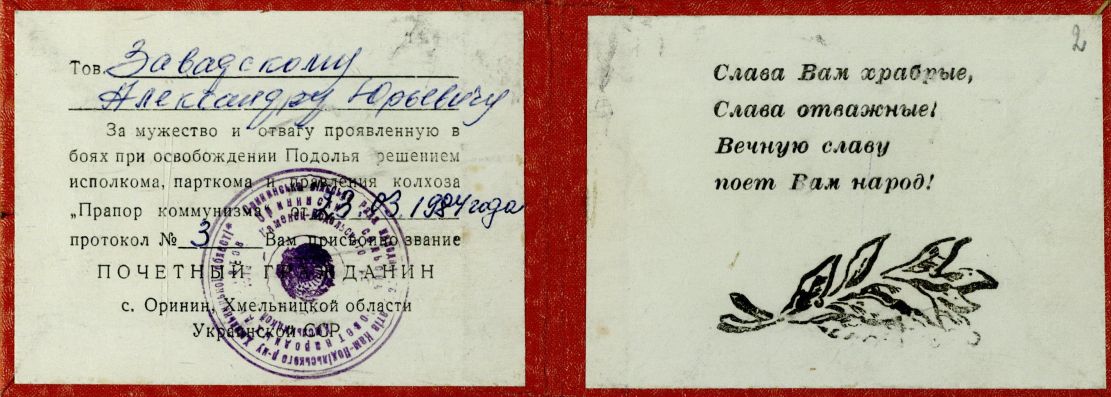 Тов. Завадскому
Александру Юрьевичу
За мужество и отвагу проявленную в
боях при освобождении Подолья решением
исполкома, парткома и правления колхоза
„Прапор коммунизма" от 23.03.1984 года
протокол № 3 Вам присвоено звание
ПОЧЕТНЫЙ ГРАЖДАНИН
с. Оринин, Хмельницкой области
Украинской ССР
2
Слава Вам храбрые,
Слава отважные!
Вечную славу
поет Вам народ!